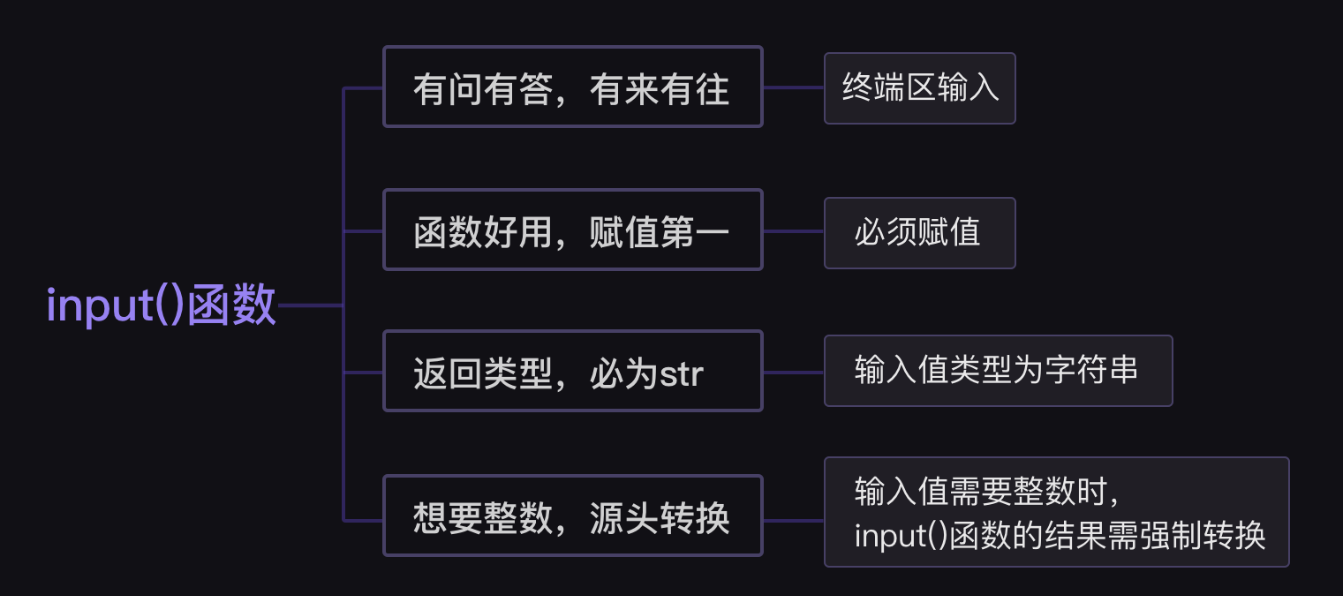 input()函数
有问有答，有来有往
终端区输入
函数好用，赋值第一
必须赋值
返回类型，必为str
输入值类型为字符串
想要整数，源头转换
输入值需要整数时，
input()函数的结果需强制转换